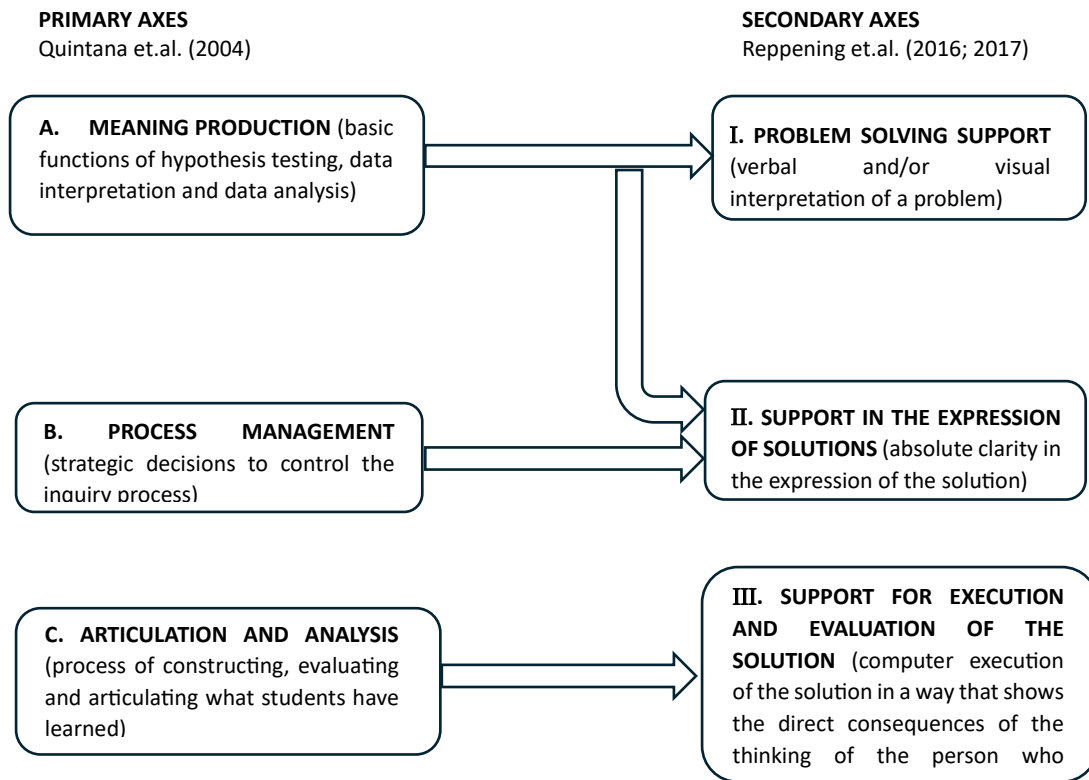 PRIMARY AXES
Quintana et.al. (2004)
SECONDARY AXES
Reppening et.al. (2016; 2017)
A. MEANING PRODUCTION (basic
functions of hypothesis testing, data
interpretation and data analysis)
I. PROBLEM SOLVING SUPPORT
(verbal and/or visual
interpretation of a problem)
B. PROCESS MANAGEMENT
(strategic decisions to control the
inquiry process)
II. SUPPORT IN THE EXPRESSION
OF SOLUTIONS (absolute clarity in
the expression of the solution)
C. ARTICULATION AND ANALYSIS
(process of constructing, evaluating
and articulating what students have
learned)
III. SUPPORT FOR EXECUTION
AND EVALUATION OF THE
SOLUTION (computer execution
of the solution in a way that shows
the direct consequences of the
thinking of the person who